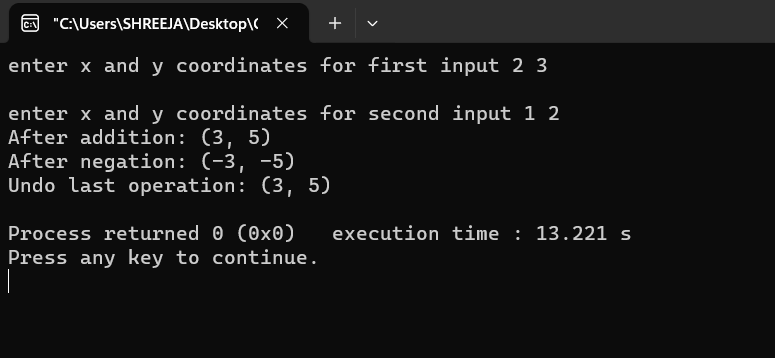 "C:\Users\SHREEJA\Desktop\
enter x and y coordinates for first input 2 3
enter x and y coordinates for second input 1 2
After addition: (3, 5)
After negation: (-3, -5)
Undo last operation: (3, 5)
Process returned 0 (0x0)   execution time : 13.221 s
Press any key to continue.